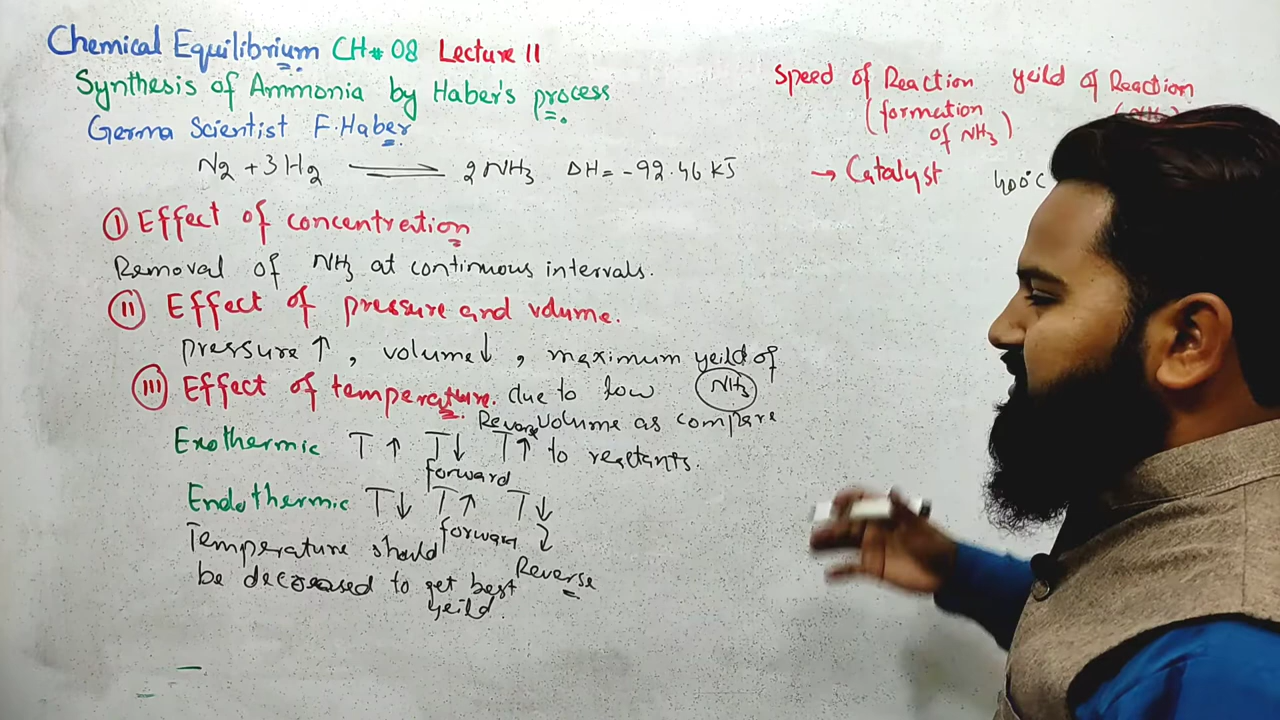 Chemical Equilibrium CH# 08 Lecture 11
Synthesis of Ammonia by Haber's process
Germa Scientist F. Haber
N2 + 3H2 ⇌ 2NH3 ΔH = -92.46 KJ
① Effect of concentration
Removal of NH3 at continuous intervals.
(II) Effect of pressure and volume.
pressure ↑, volume↓, maximum yeild of
NH3
(III) Effect of temperature. due to low
volume as compare
to reactants.
Exothermic T ↑ T↓ T↑
forward Reverse
Endothermic T↓ T↑ T↓
forward
Reverse
Temperature should
be decreased to get best
yeild.
Speed of Reaction
(formation
of NH3)
→ Catalyst
yeild of Reaction
400°C